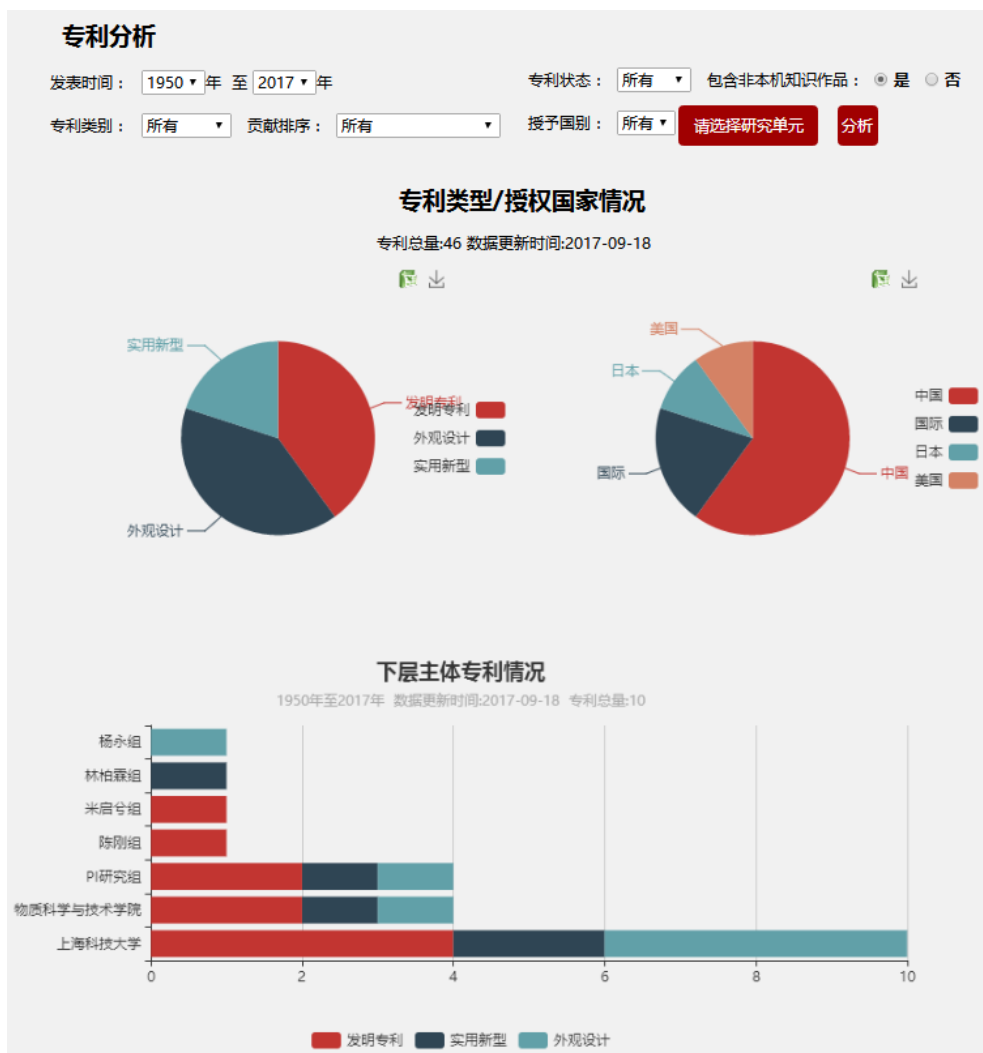 专利分析
发表时间： 1950 年 至 2017 年 专利状态： 所有 包含非本机知识作品： 是 否
专利类别： 所有 贡献排序： 所有 授予国别： 所有 请选择研究单元 分析
专利类型/授权国家情况
专利总量:46 数据更新时间:2017-09-18
实用新型
发明专利
外观设计
发明专利
外观设计
实用新型
美国
日本
国际
中国
中国
国际
日本
美国
下层主体专利情况
1950年至2017年 数据更新时间:2017-09-18 专利总量:10
杨永组
林柏霖组
米启兮组
陈刚组
PI研究组
物质科学与技术学院
上海科技大学
0 2 4 6 8 10
发明专利 实用新型 外观设计